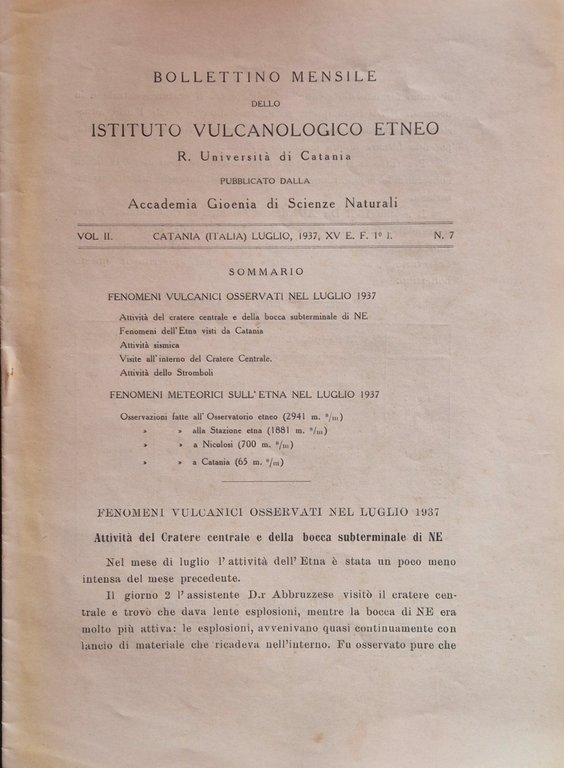 BOLLETTINO MENSILE
DELLO
ISTITUTO VULCANOLOGICO ETNEO
R. Università di Catania
PUBBLICATO DALLA
Accademia Gioenia di Scienze Naturali
VOL II. CATANIA (ITALIA) LUGLIO, 1937, XV E. F. 1º I. N. 7
SOMMARIO
FENOMENI VULCANICI OSSERVATI NEL LUGLIO 1937
Attività del cratere centrale e della bocca subterminale di NE
Fenomeni dell'Etna visti da Catania
Attività sismica
Visite all'interno del Cratere Centrale.
Attività dello Stromboli
FENOMENI METEORICI SULL'ETNA NEL LUGLIO 1937
Osservazioni fatte all'Osservatorio etneo (2941 m. s/m)
» » alla Stazione etna (1881 m. s/m)
» » a Nicolosi (700 m. s/m)
» » a Catania (65 m. s/m)
FENOMENI VULCANICI OSSERVATI NEL LUGLIO 1937
Attività del Cratere centrale e della bocca subterminale di NE
Nel mese di luglio l'attività dell'Etna è stata un poco meno
intensa del mese precedente.
Il giorno 2 l'assistente D.r Abbruzzese visitò il cratere cen-
trale e trovò che dava lente esplosioni, mentre la bocca di NE era
molto più attiva: le esplosioni, avvenivano quasi continuamente con
lancio di materiale che ricadeva nell'interno. Fu osservato pure che